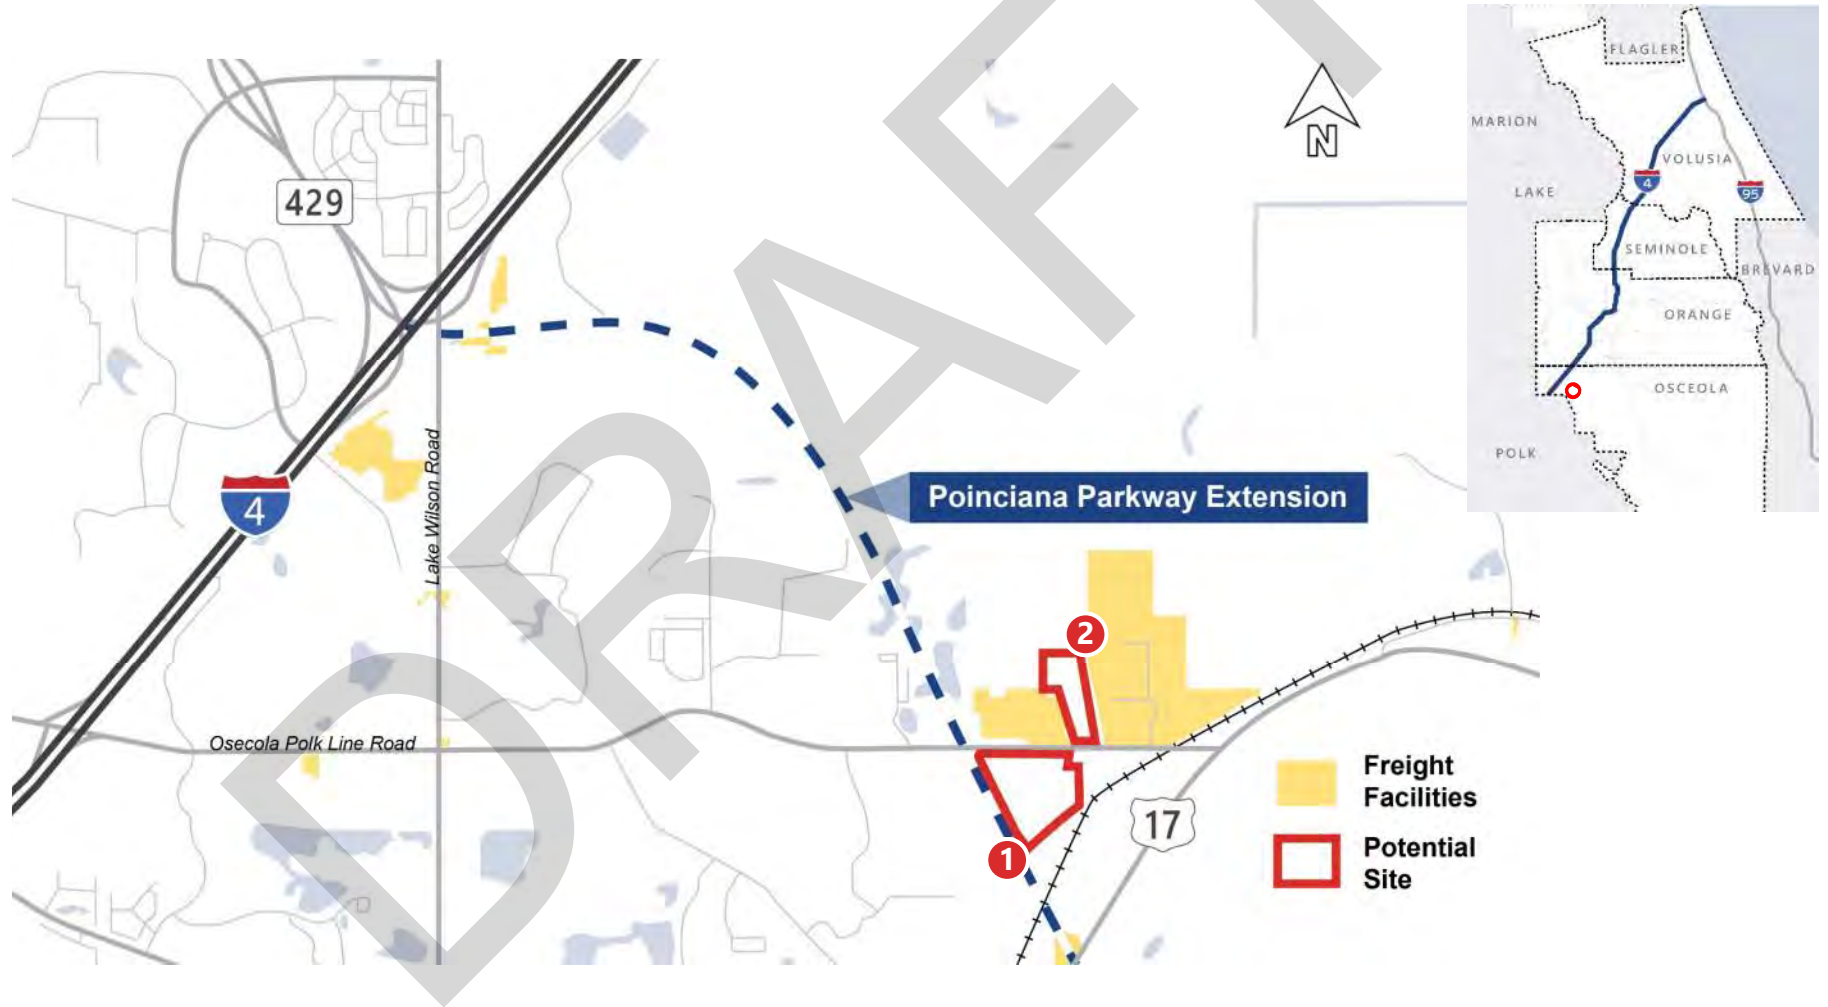 DRAFT
429
4
Lake Wilson Road
Osecola Polk Line Road
Poinciana Parkway Extension
N
2
1
17
Freight
Facilities
Potential
Site
FLAGLER
MARION
VOLUSIA
4
95
LAKE
SEMINOLE
BREVARD
ORANGE
OSCEOLA
POLK